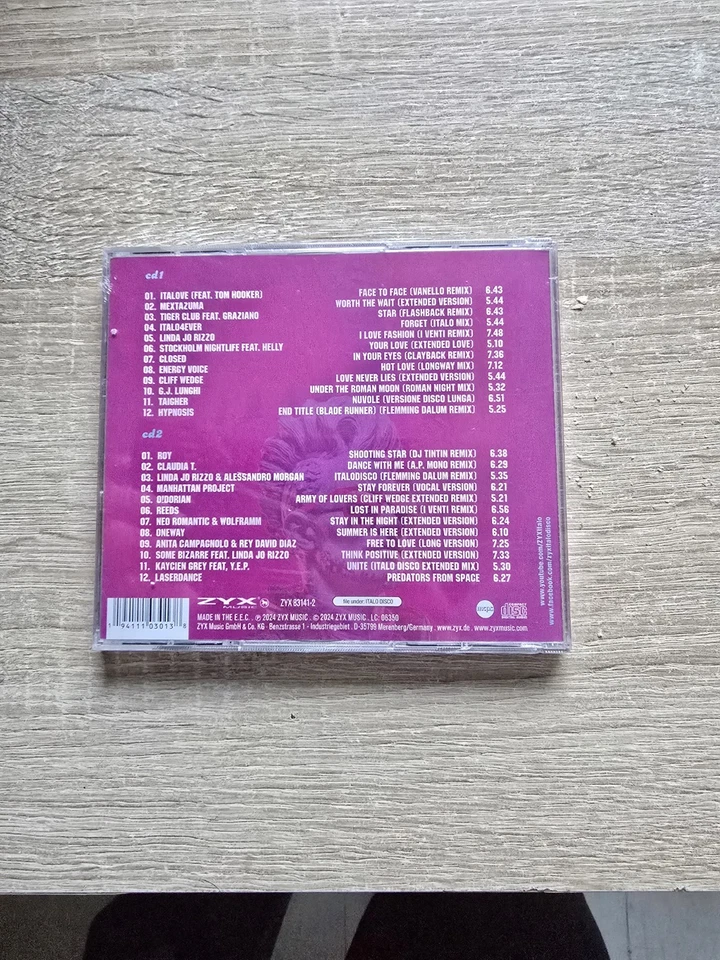 cd1
01. ITALOVE (FEAT. TOM HOOKER) FACE TO FACE (VANELLO REMIX) 6.43
02. MEXTAZUMA WORTH THE WAIT (EXTENDED VERSION) 5.44
03. TIGER CLUB FEAT. GRAZIANO STAR (FLASHBACK REMIX) 6.43
04. ITALO4EVER FORGET (ITALO MIX) 5.44
05. LINDA JO RIZZO I LOVE FASHION (I VENTI REMIX) 7.48
06. STOCKHOLM NIGHTLIFE FEAT. HELLY YOUR LOVE (EXTENDED LOVE) 5,10
07. CLOSED IN YOUR EYES (CLAYBACK REMIX) 7.36
08. ENERGY VOICE HOT LOVE (LONGWAY MIX) 7.12
09. CLIFF WEDGE LOVE NEVER LIES (EXTENDED VERSION) 5.44
10. G.J. LUNGHI UNDER THE ROMAN MOON (ROMAN NIGHT MIX) 5.32
11. TAIGHER NUVOLE (VERSIONE DISCO LUNGA) 6.51
12. HYPNOSIS END TITLE (BLADE RUNNER) (FLEMMING DALUM REMIX) 5.25
cd2
01. ROY SHOOTING STAR (DJ TINTIN REMIX) 6.38
02. CLAUDIA T. DANCE WITH ME (A.P. MONO REMIX) 6.29
03. LINDA JO RIZZO & ALESSANDRO MORGAN ITALODISCO (FLEMMING DALUM REMIX) 5.35
04. MANHATTAN PROJECT STAY FOREVER (VOCAL VERSION) 6.21
05. O'DORIAN ARMY OF LOVERS (CLIFF WEDGE EXTENDED REMIX) 5.21
06. REEDS LOST IN PARADISE (I VENTI REMIX) 6.56
07. NEO ROMANTIC & WOLFRAMM STAY IN THE NIGHT (EXTENDED VERSION) 6.24
08. ONEWAY SUMMER IS HERE (EXTENDED VERSION) 6.10
09. ANITA CAMPAGNOLO & REY DAVID DIAZ FREE TO LOVE (LONG VERSION) 7.25
10. SOME BIZARRE FEAT. LINDA JO RIZZO THINK POSITIVE (EXTENDED VERSION) 7.33
11. KAYCIEN GREY FEAT, Y.E.P. UNITE (ITALO DISCO EXTENDED MIX) 5.30
12. LASERDANCE PREDATORS FROM SPACE 6.27
ZYX MUSIC ZYX 83141-2 file under: ITALO DISCO
1 94111 03013 8
MADE IN THE E.E.C. ℗ 2024 ZYX MUSIC . © 2024 ZYX MUSIC . LC: 06350
ZYX Music GmbH & Co. KG · Benzstrasse 1 · Industriegebiet . D-35799 Merenberg/Germany . www.zyx.de . www.zyxmusic.com
COMPACT disc DIGITAL AUDIO
www.youtube.com/ZYXItalo
www.facebook.com/zyxitalodisco